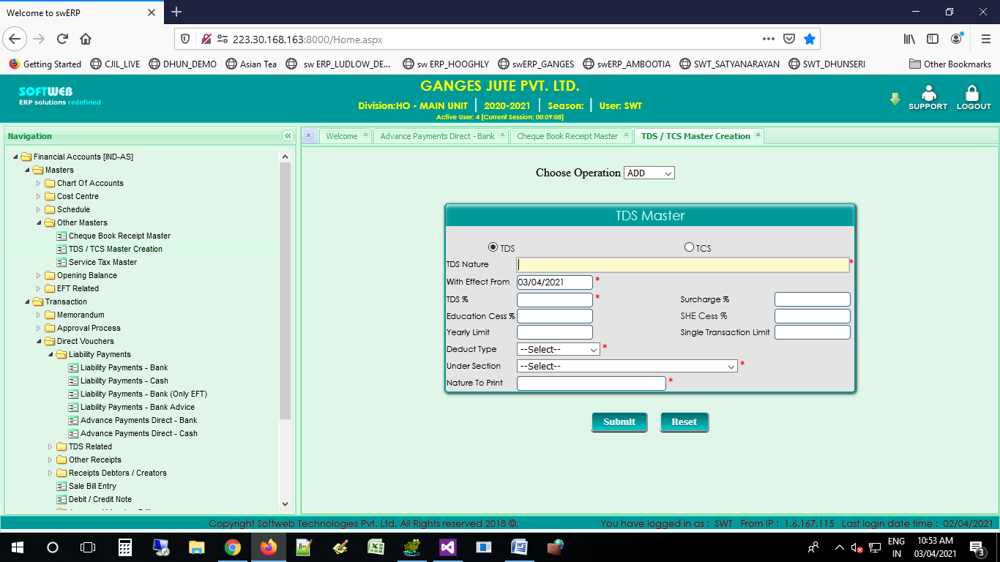 Welcome to swERP
223.30.168.163:8000/Home.aspx
Getting Started CJIL_LIVE DHUN_DEMO Asian Tea sw ERP_LUDLOW_DE... sw ERP_HOOGHLY swERP_GANGES swERP_AMBOOTIA SWT_SATYANARAYAN SWT_DHUNSERI Other Bookmarks
SOFTWEB
ERP solutions redefined
GANGES JUTE PVT. LTD.
Division:HO - MAIN UNIT 2020-2021 Season: User: SWT
Active User: 4 [Current Session: 00:09:08]
SUPPORT LOGOUT
Navigation
Welcome Advance Payments Direct - Bank Cheque Book Receipt Master TDS / TCS Master Creation
Financial Accounts [IND-AS]
Masters
Chart Of Accounts
Cost Centre
Schedule
Other Masters
Cheque Book Receipt Master
TDS / TCS Master Creation
Service Tax Master
Opening Balance
EFT Related
Transaction
Memorandum
Approval Process
Direct Vouchers
Liability Payments
Liability Payments - Bank
Liability Payments - Cash
Liability Payments - Bank (Only EFT)
Liability Payments - Bank Advice
Advance Payments Direct - Bank
Advance Payments Direct - Cash
TDS Related
Other Receipts
Receipts Debtors / Creators
Sale Bill Entry
Debit / Credit Note
Choose Operation ADD
TDS Master
TDS TCS
TDS Nature *
With Effect From 03/04/2021 *
TDS % * Surcharge %
Education Cess % SHE Cess %
Yearly Limit Single Transaction Limit
Deduct Type --Select-- *
Under Section --Select-- *
Nature To Print *
Submit Reset
Copyright Softweb Technologies Pvt. Ltd. All Rights reserved 2018 ©. You have logged in as : SWT From IP : 1.6.167.115 Last login date time : 02/04/2021
ENG
IN
10:53 AM
03/04/2021
3